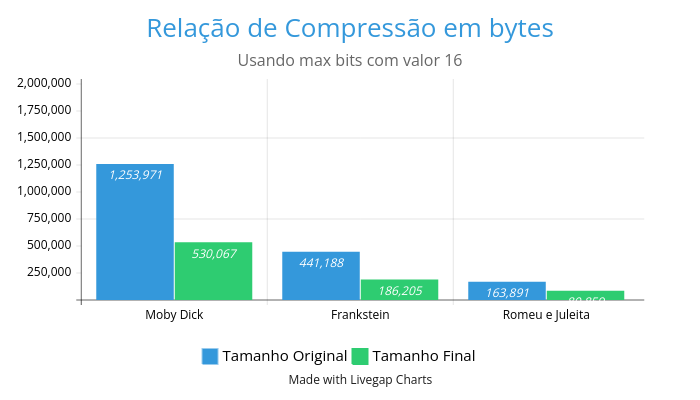 Relação de Compressão em bytes
Usando max bits com valor 16
2,000,000
1,750,000
1,500,000
1,250,000
1,000,000
750,000
500,000
250,000
1,253,971
530,067
441,188
186,205
163,891
Moby Dick
Frankstein
Romeu e Juleita
Tamanho Original Tamanho Final
Made with Livegap Charts